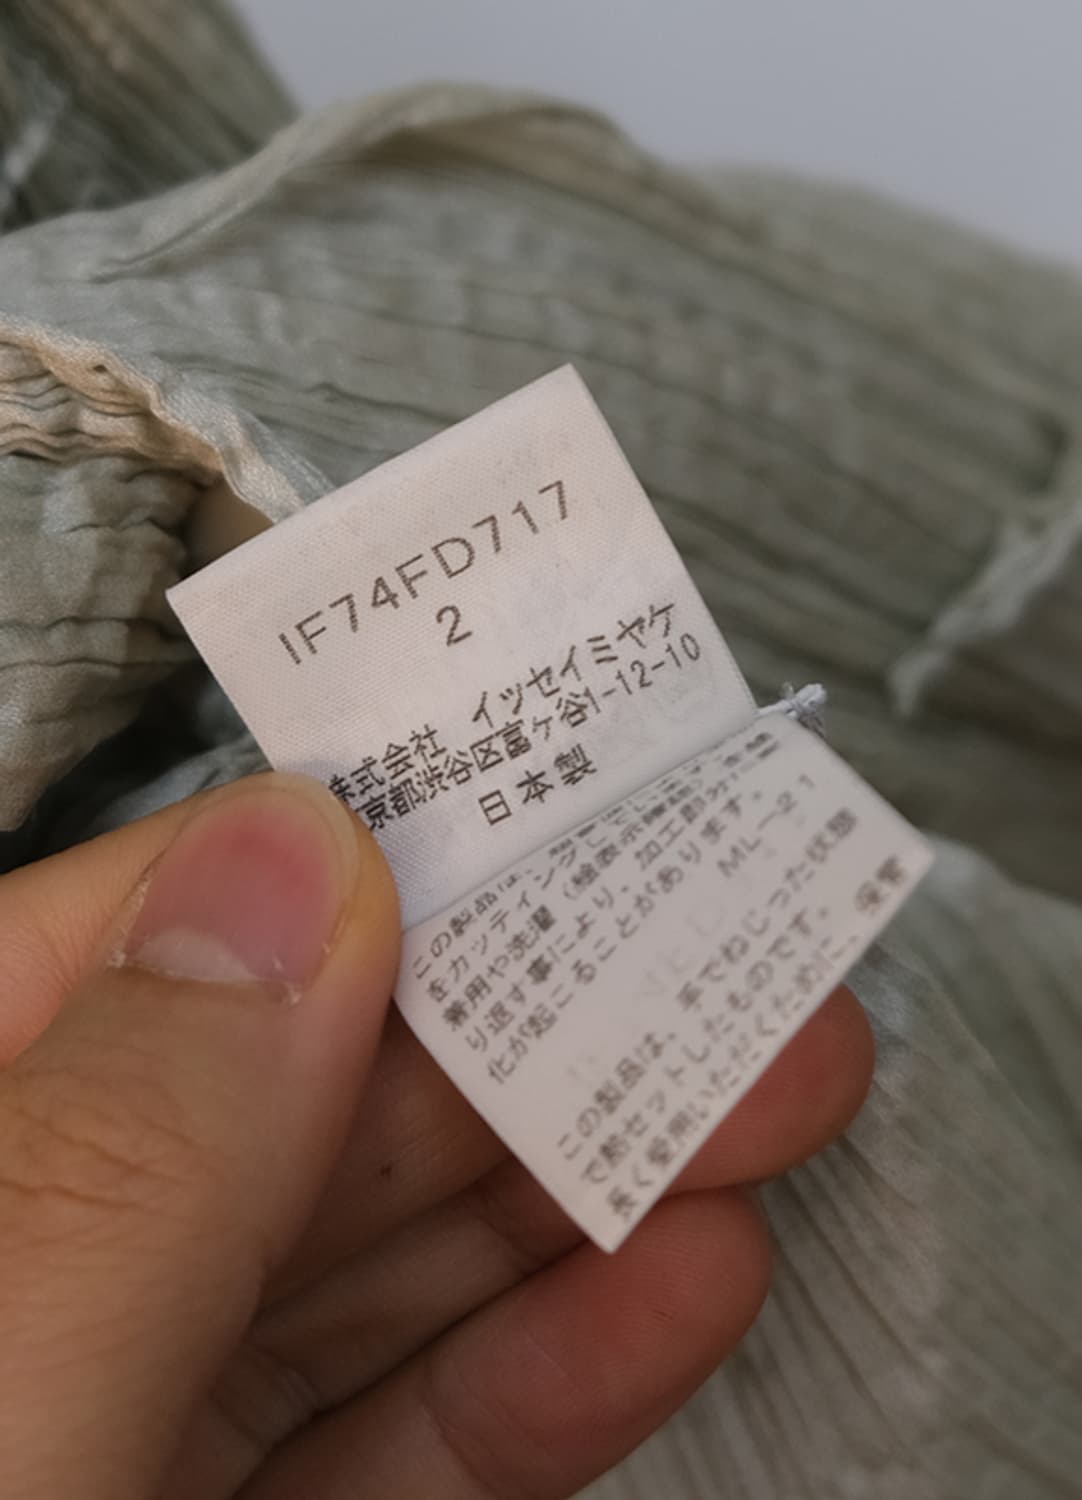 IF74FD717
2
株式会社 イッセイミヤケ
京都渋谷区富ケ谷1-12-10
日本製
この製品は、
をカッティング
着用や洗濯(絵表示
り返す事により、加工部分
化が起こることがあります。
ML-21
この製品は、手でねじった状態
で熱セットしたものです。
長く愛用いただくために、保管